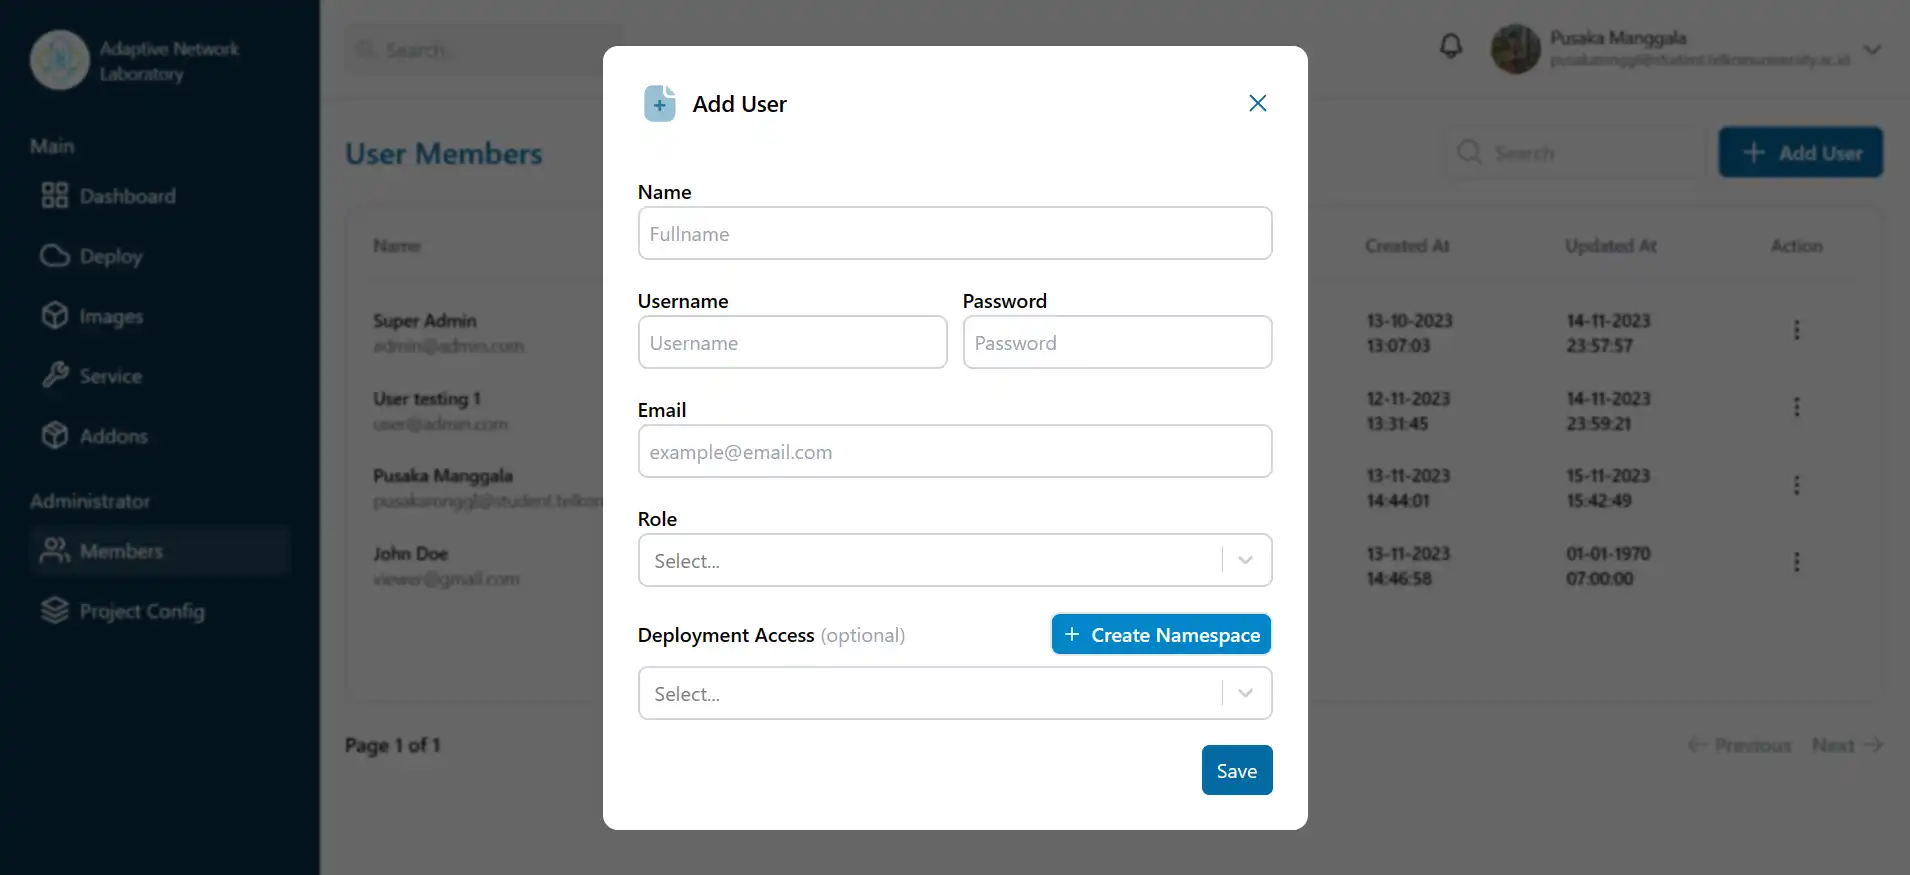 Adaptive Network
Laboratory
Main
Dashboard
Deploy
Images
Service
Addons
Administrator
Members
Project Config
Search..
Pusaka Manggala
pusakamnggl@student.telkomuniversity.ac.id
User Members
Search
Add User
Name
Created At
Updated At
Action
Super Admin
admin@admin.com
13-10-2023
13:07:03
14-11-2023
23:57:57
User testing 1
user@admin.com
12-11-2023
13:31:45
14-11-2023
23:59:21
Pusaka Manggala
pusakamnggl@student.telkom
13-11-2023
14:44:01
15-11-2023
15:42:49
John Doe
viewer@gmail.com
13-11-2023
14:46:58
01-01-1970
07:00:00
Page 1 of 1
Previous
Next
Add User
Name
Fullname
Username
Password
Username
Password
Email
example@email.com
Role
Select...
Deployment Access (optional)
+ Create Namespace
Select...
Save